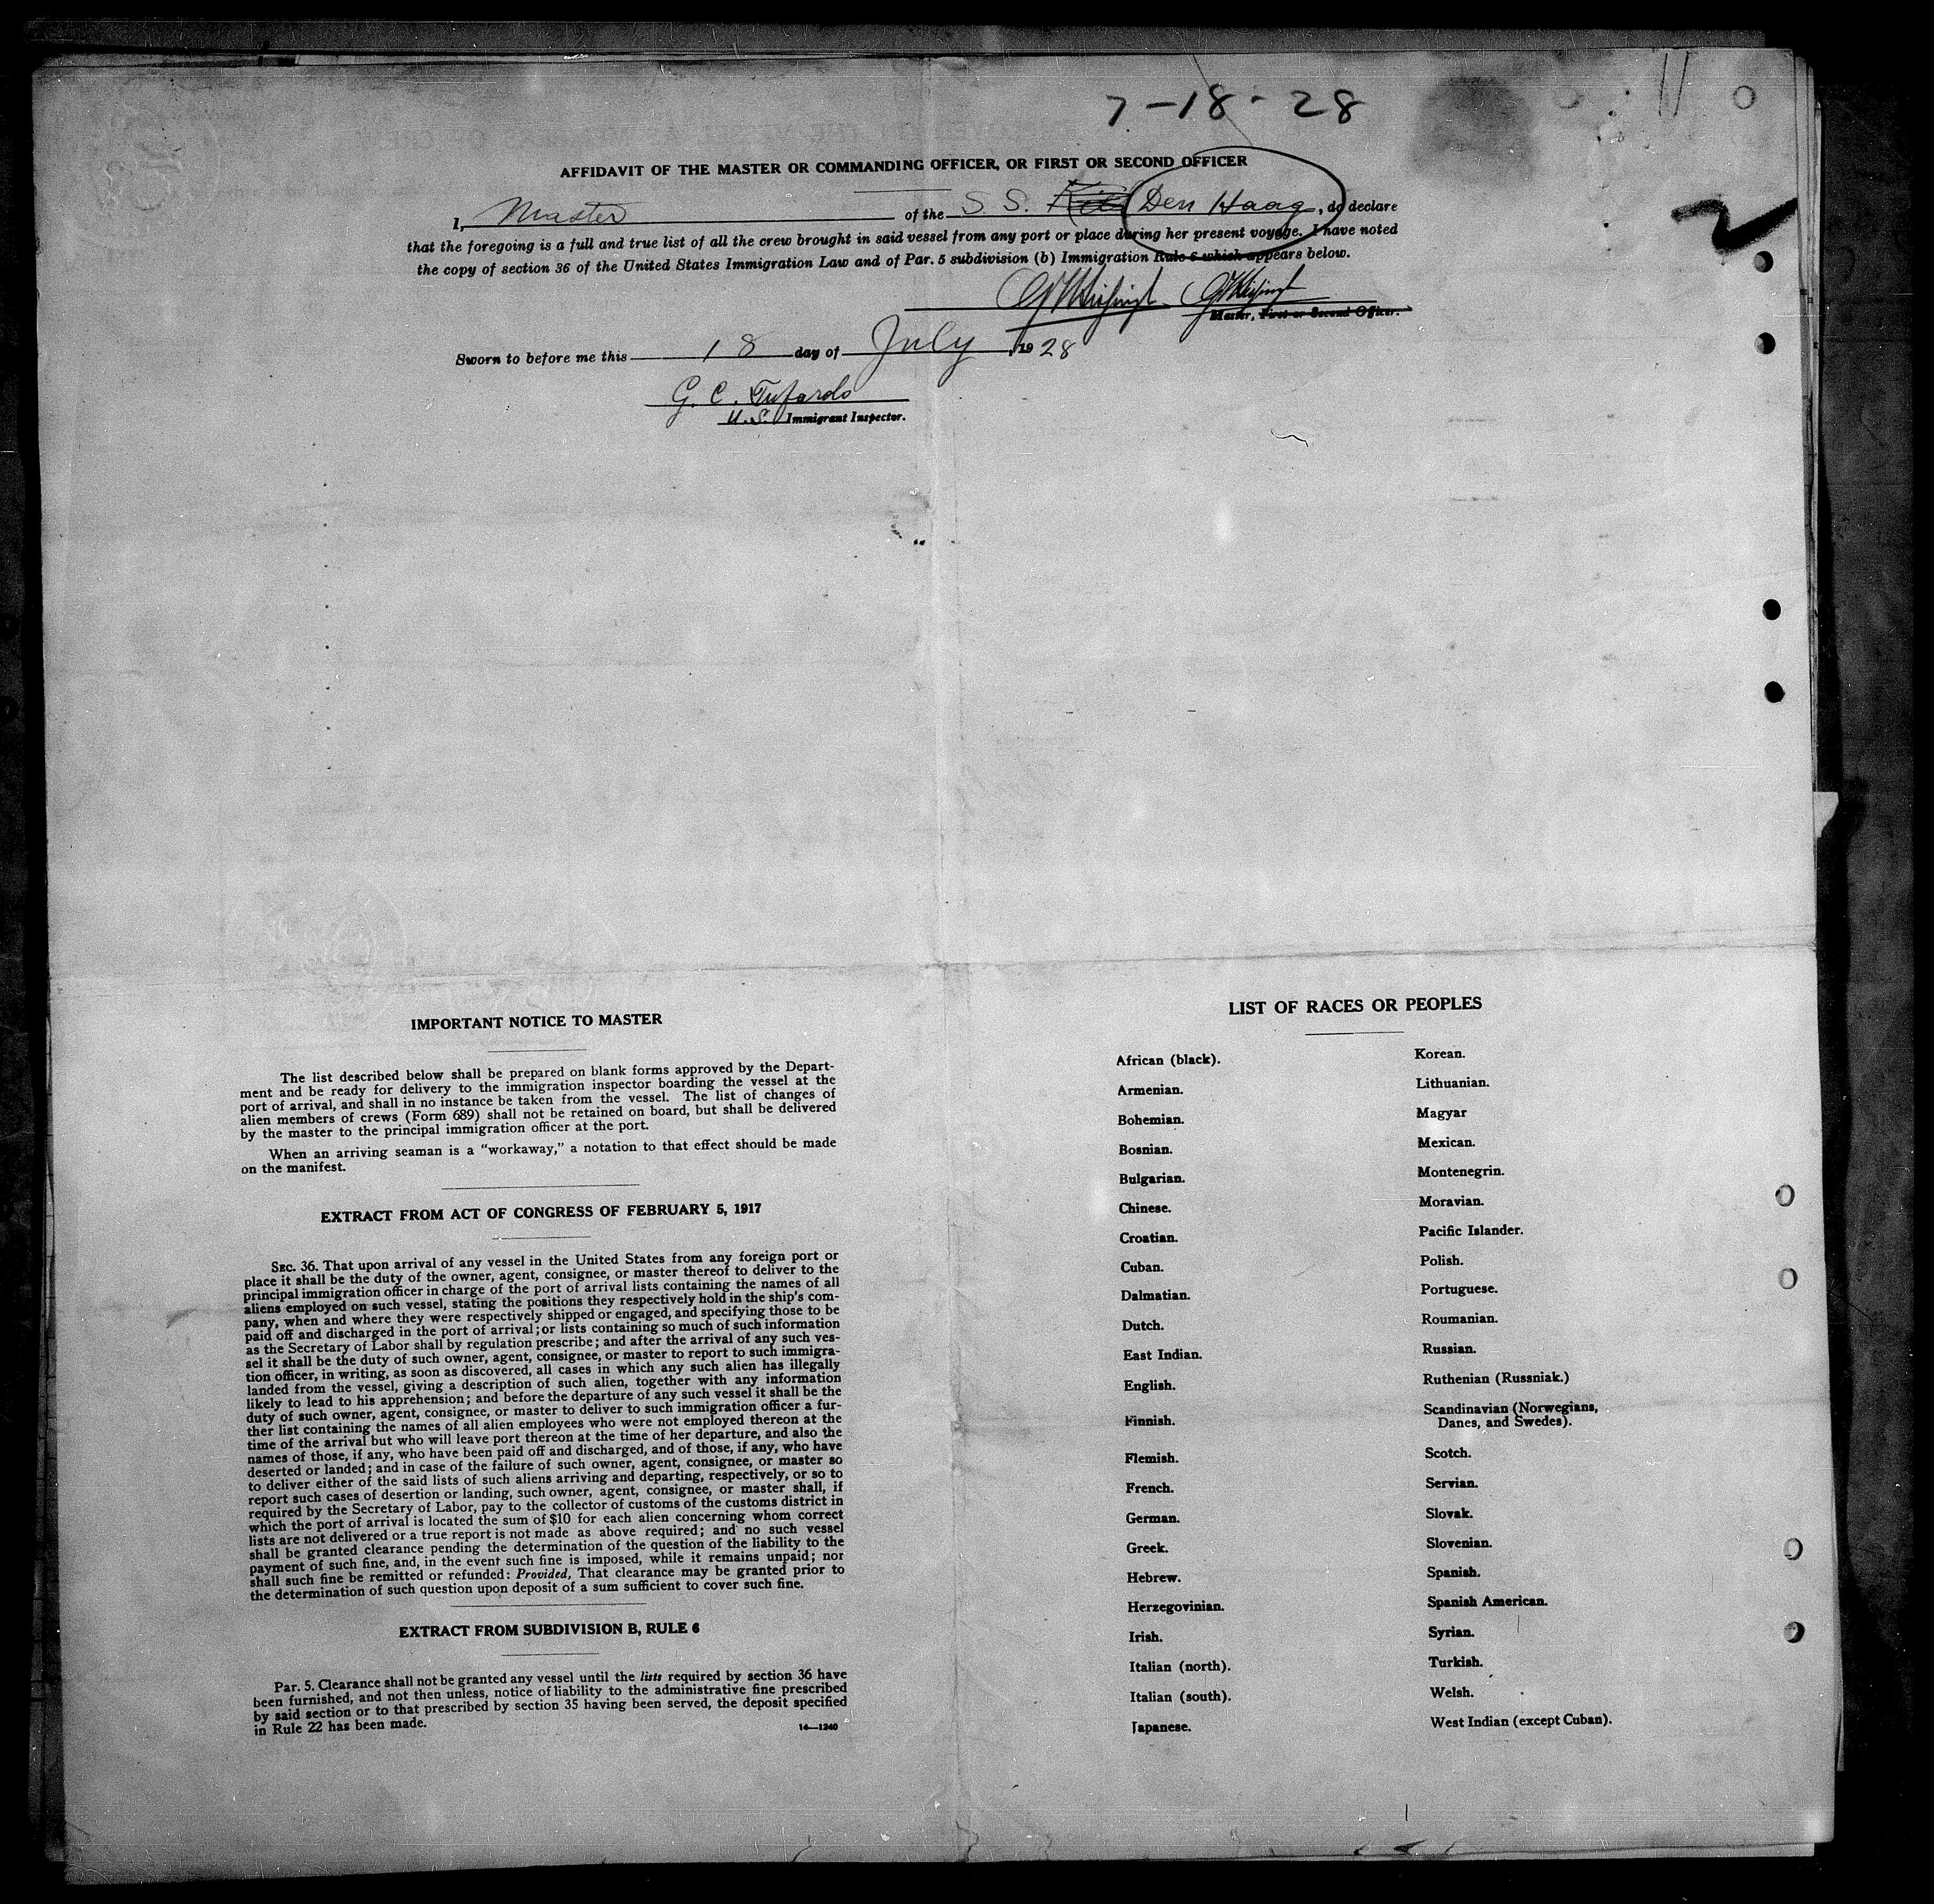 7-18-28
AFFIDAVIT OF THE MASTER OR COMMANDING OFFICER, OR FIRST OR SECOND OFFICER
I, Master of the S. S. Den Haag, do declare
that the foregoing is a full and true list of all the crew brought in said vessel from any port or place during her present voyage. I have noted
the copy of section 36 of the United States Immigration Law and of Par. 5 subdivision (b) Immigration Rule 6 which appears below.
Master, First or Second Officer.
Sworn to before me this 18 day of July, 1928
G. C. Tufarolo
U.S. Immigrant Inspector.
2
IMPORTANT NOTICE TO MASTER
The list described below shall be prepared on blank forms approved by the Depart-
ment and be ready for delivery to the immigration inspector boarding the vessel at the
port of arrival, and shall in no instance be taken from the vessel. The list of changes of
alien members of crews (Form 689) shall not be retained on board, but shall be delivered
by the master to the principal immigration officer at the port.
When an arriving seaman is a "workaway," a notation to that effect should be made
on the manifest.
EXTRACT FROM ACT OF CONGRESS OF FEBRUARY 5, 1917
SEC. 36. That upon arrival of any vessel in the United States from any foreign port or
place it shall be the duty of the owner, agent, consignee, or master thereof to deliver to the
principal immigration officer in charge of the port of arrival lists containing the names of all
aliens employed on such vessel, stating the positions they respectively hold in the ship's com-
pany, when and where they were respectively shipped or engaged, and specifying those to be
paid off and discharged in the port of arrival; or lists containing so much of such information
as the Secretary of Labor shall by regulation prescribe; and after the arrival of any such ves-
sel it shall be the duty of such owner, agent, consignee, or master to report to such immigra-
tion officer, in writing, as soon as discovered, all cases in which any such alien has illegally
landed from the vessel, giving a description of such alien, together with any information
likely to lead to his apprehension; and before the departure of any such vessel it shall be the
duty of such owner, agent, consignee, or master to deliver to such immigration officer a fur-
ther list containing the names of all alien employees who were not employed thereon at the
time of the arrival but who will leave port thereon at the time of her departure, and also the
names of those, if any, who have been paid off and discharged, and of those, if any, who have
deserted or landed; and in case of the failure of such owner, agent, consignee, or master so
to deliver either of the said lists of such aliens arriving and departing, respectively, or so to
report such cases of desertion or landing, such owner, agent, consignee, or master shall, if
required by the Secretary of Labor, pay to the collector of customs of the customs district in
which the port of arrival is located the sum of $10 for each alien concerning whom correct
lists are not delivered or a true report is not made as above required; and no such vessel
shall be granted clearance pending the determination of the question of the liability to the
payment of such fine, and, in the event such fine is imposed, while it remains unpaid; nor
shall such fine be remitted or refunded: Provided, That clearance may be granted prior to
the determination of such question upon deposit of a sum sufficient to cover such fine.
EXTRACT FROM SUBDIVISION B, RULE 6
Par. 5. Clearance shall not be granted any vessel until the lists required by section 36 have
been furnished, and not then unless, notice of liability to the administrative fine prescribed
by said section or to that prescribed by section 35 having been served, the deposit specified
in Rule 22 has been made.
14—1240
LIST OF RACES OR PEOPLES
African (black).
Armenian.
Bohemian.
Bosnian.
Bulgarian.
Chinese.
Croatian.
Cuban.
Dalmatian.
Dutch.
East Indian.
English.
Finnish.
Flemish.
French.
German.
Greek.
Hebrew.
Herzegovinian.
Irish.
Italian (north).
Italian (south).
Japanese.
Korean.
Lithuanian.
Magyar
Mexican.
Montenegrin.
Moravian.
Pacific Islander.
Polish.
Portuguese.
Roumanian.
Russian.
Ruthenian (Russniak.)
Scandinavian (Norwegians,
Danes, and Swedes).
Scotch.
Servian.
Slovak.
Slovenian.
Spanish.
Spanish American.
Syrian.
Turkish.
Welsh.
West Indian (except Cuban).